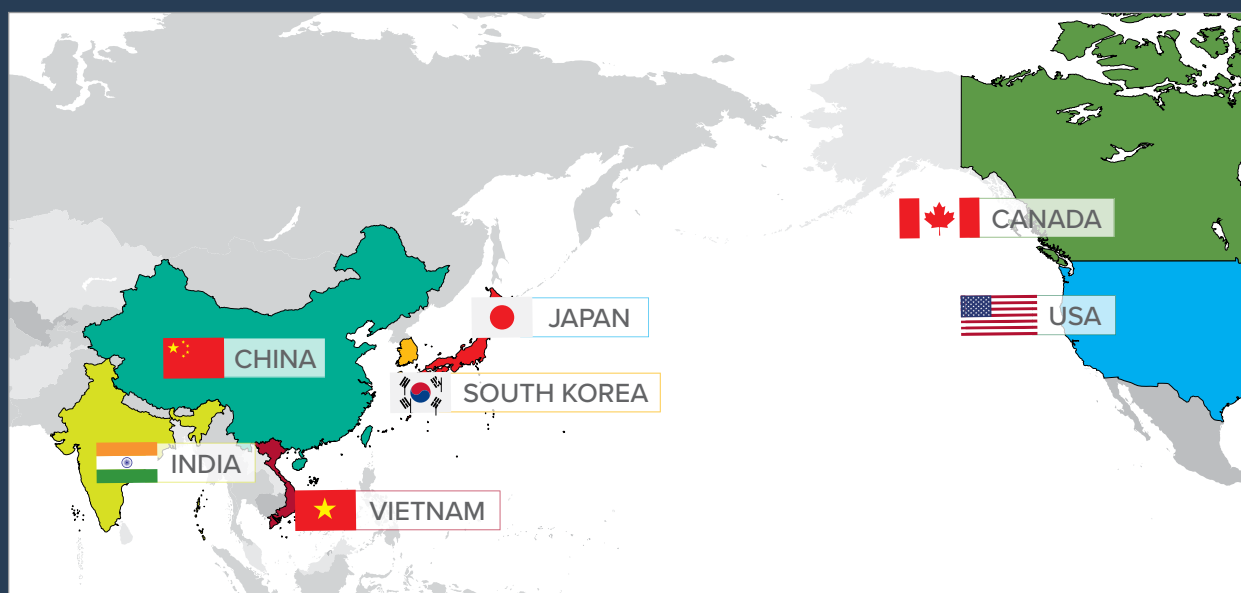 CANADA
USA
JAPAN
CHINA
SOUTH KOREA
INDIA
VIETNAM